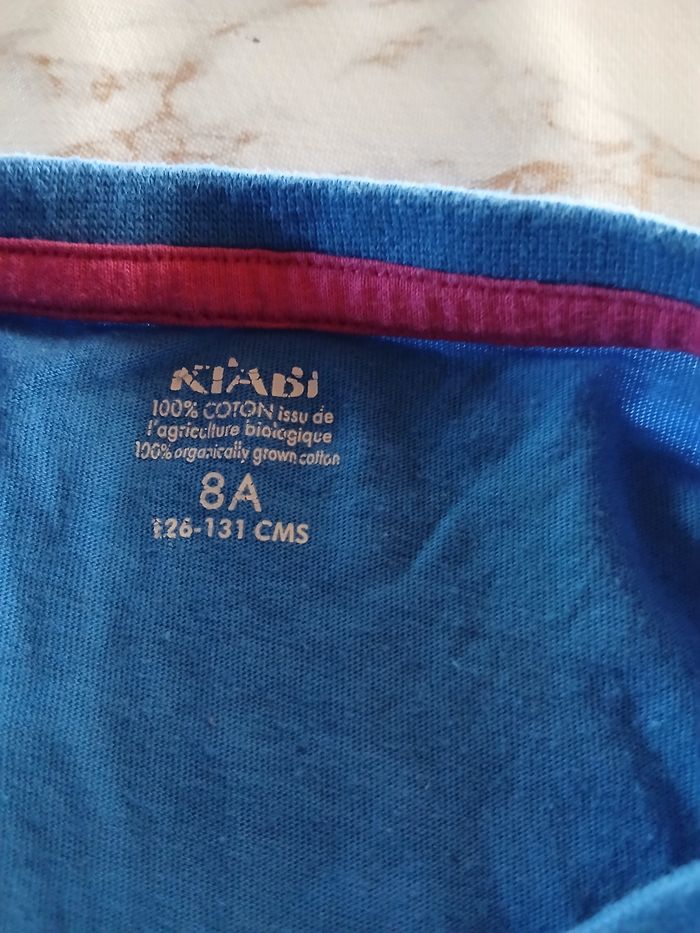 KIABI
100% COTON issu de
l'agriculture biologique
100% organically grown cotton
8A
126-131 CMS